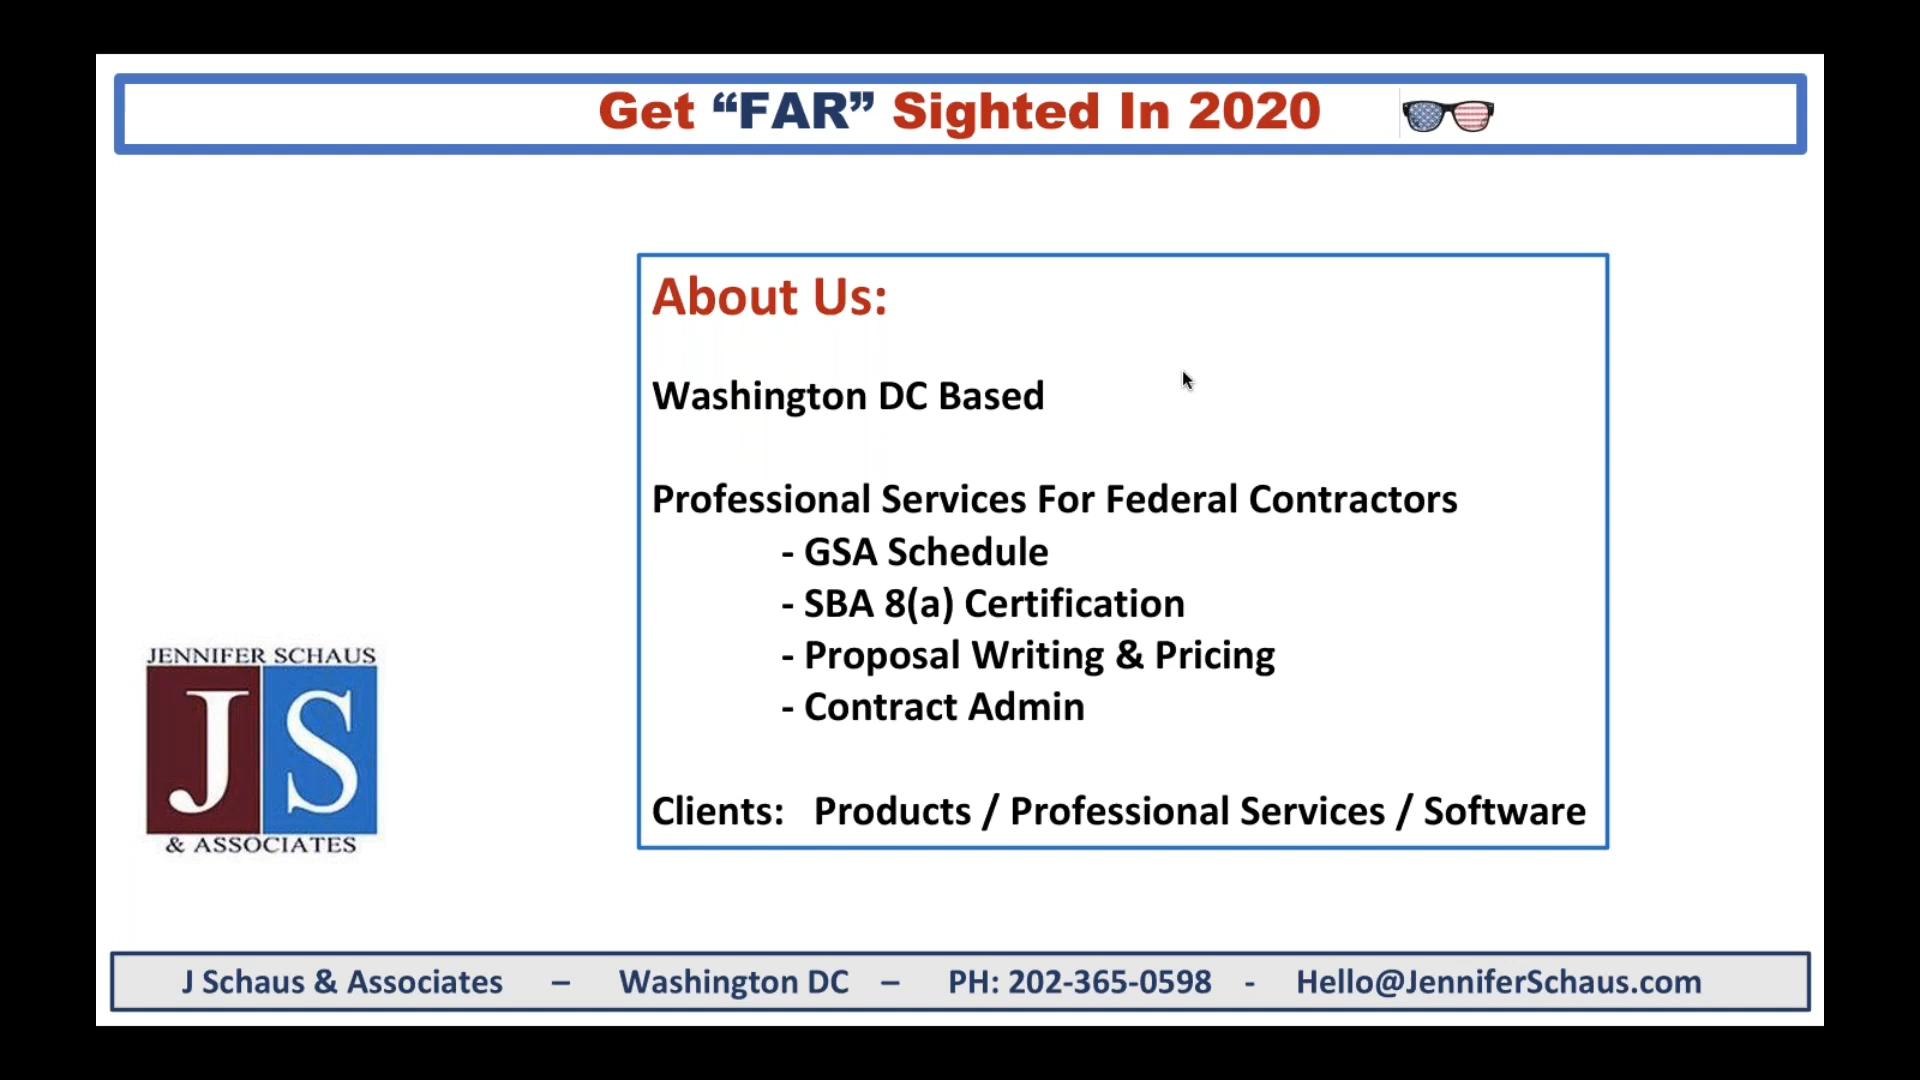 Get “FAR” Sighted In 2020
About Us:
Washington DC Based
Professional Services For Federal Contractors
- GSA Schedule
- SBA 8(a) Certification
- Proposal Writing & Pricing
- Contract Admin
Clients: Products / Professional Services / Software
JENNIFER SCHAUS
JS
& ASSOCIATES
J Schaus & Associates – Washington DC – PH: 202-365-0598 - Hello@JenniferSchaus.com